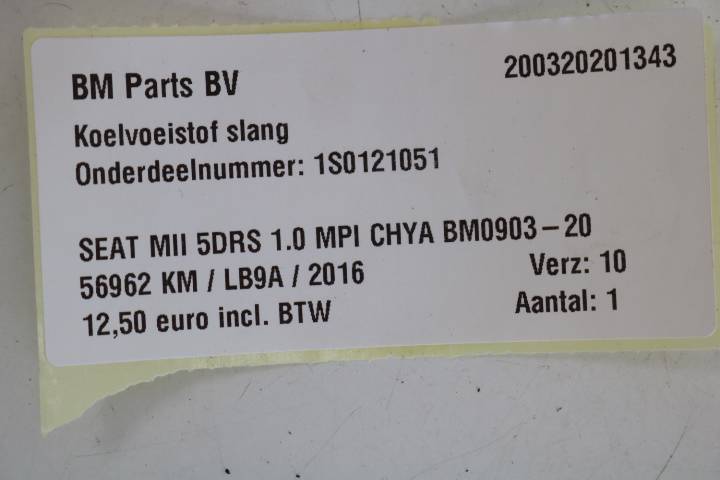 BM Parts BV 200320201343
Koelvoeistof slang
Onderdeelnummer: 1S0121051
SEAT MII 5DRS 1.0 MPI CHYA BM0903-20
56962 KM / LB9A / 2016 Verz: 10
12,50 euro incl. BTW Aantal: 1